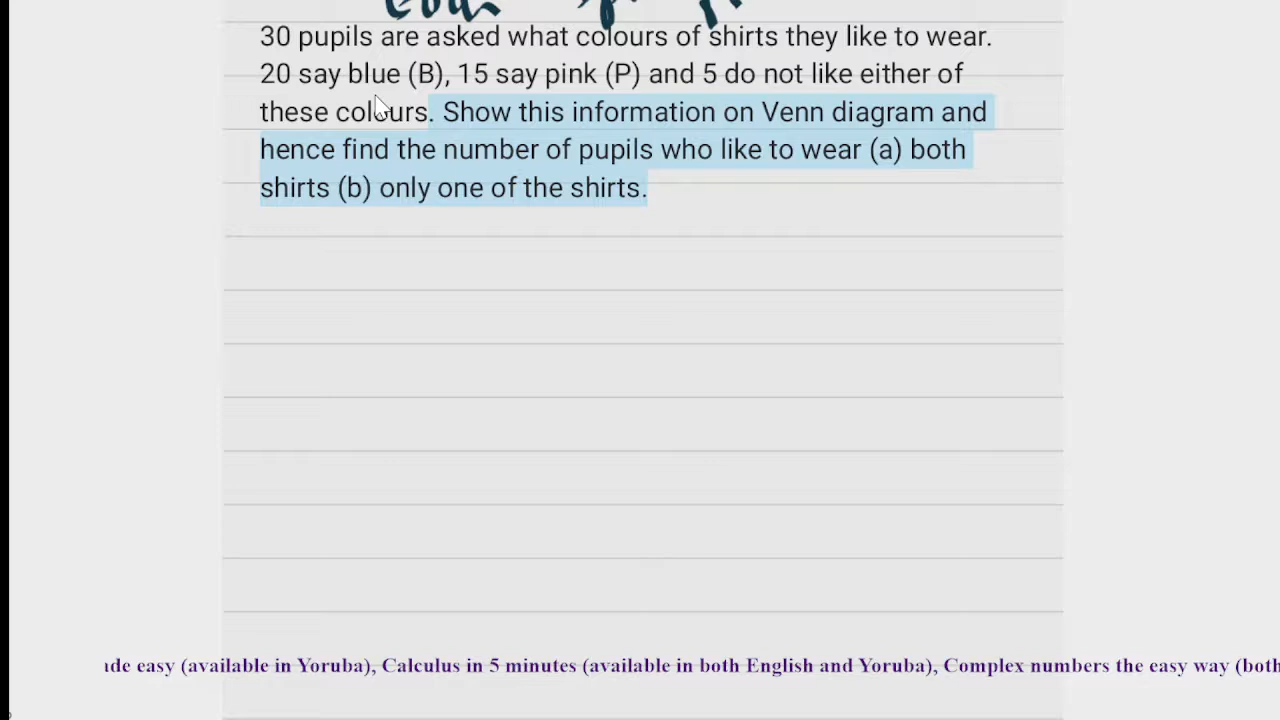 30 pupils are asked what colours of shirts they like to wear.
20 say blue (B), 15 say pink (P) and 5 do not like either of
these colours. Show this information on Venn diagram and
hence find the number of pupils who like to wear (a) both
shirts (b) only one of the shirts.
easy (available in Yoruba), Calculus in 5 minutes (available in both English and Yoruba), Complex numbers the easy way (both